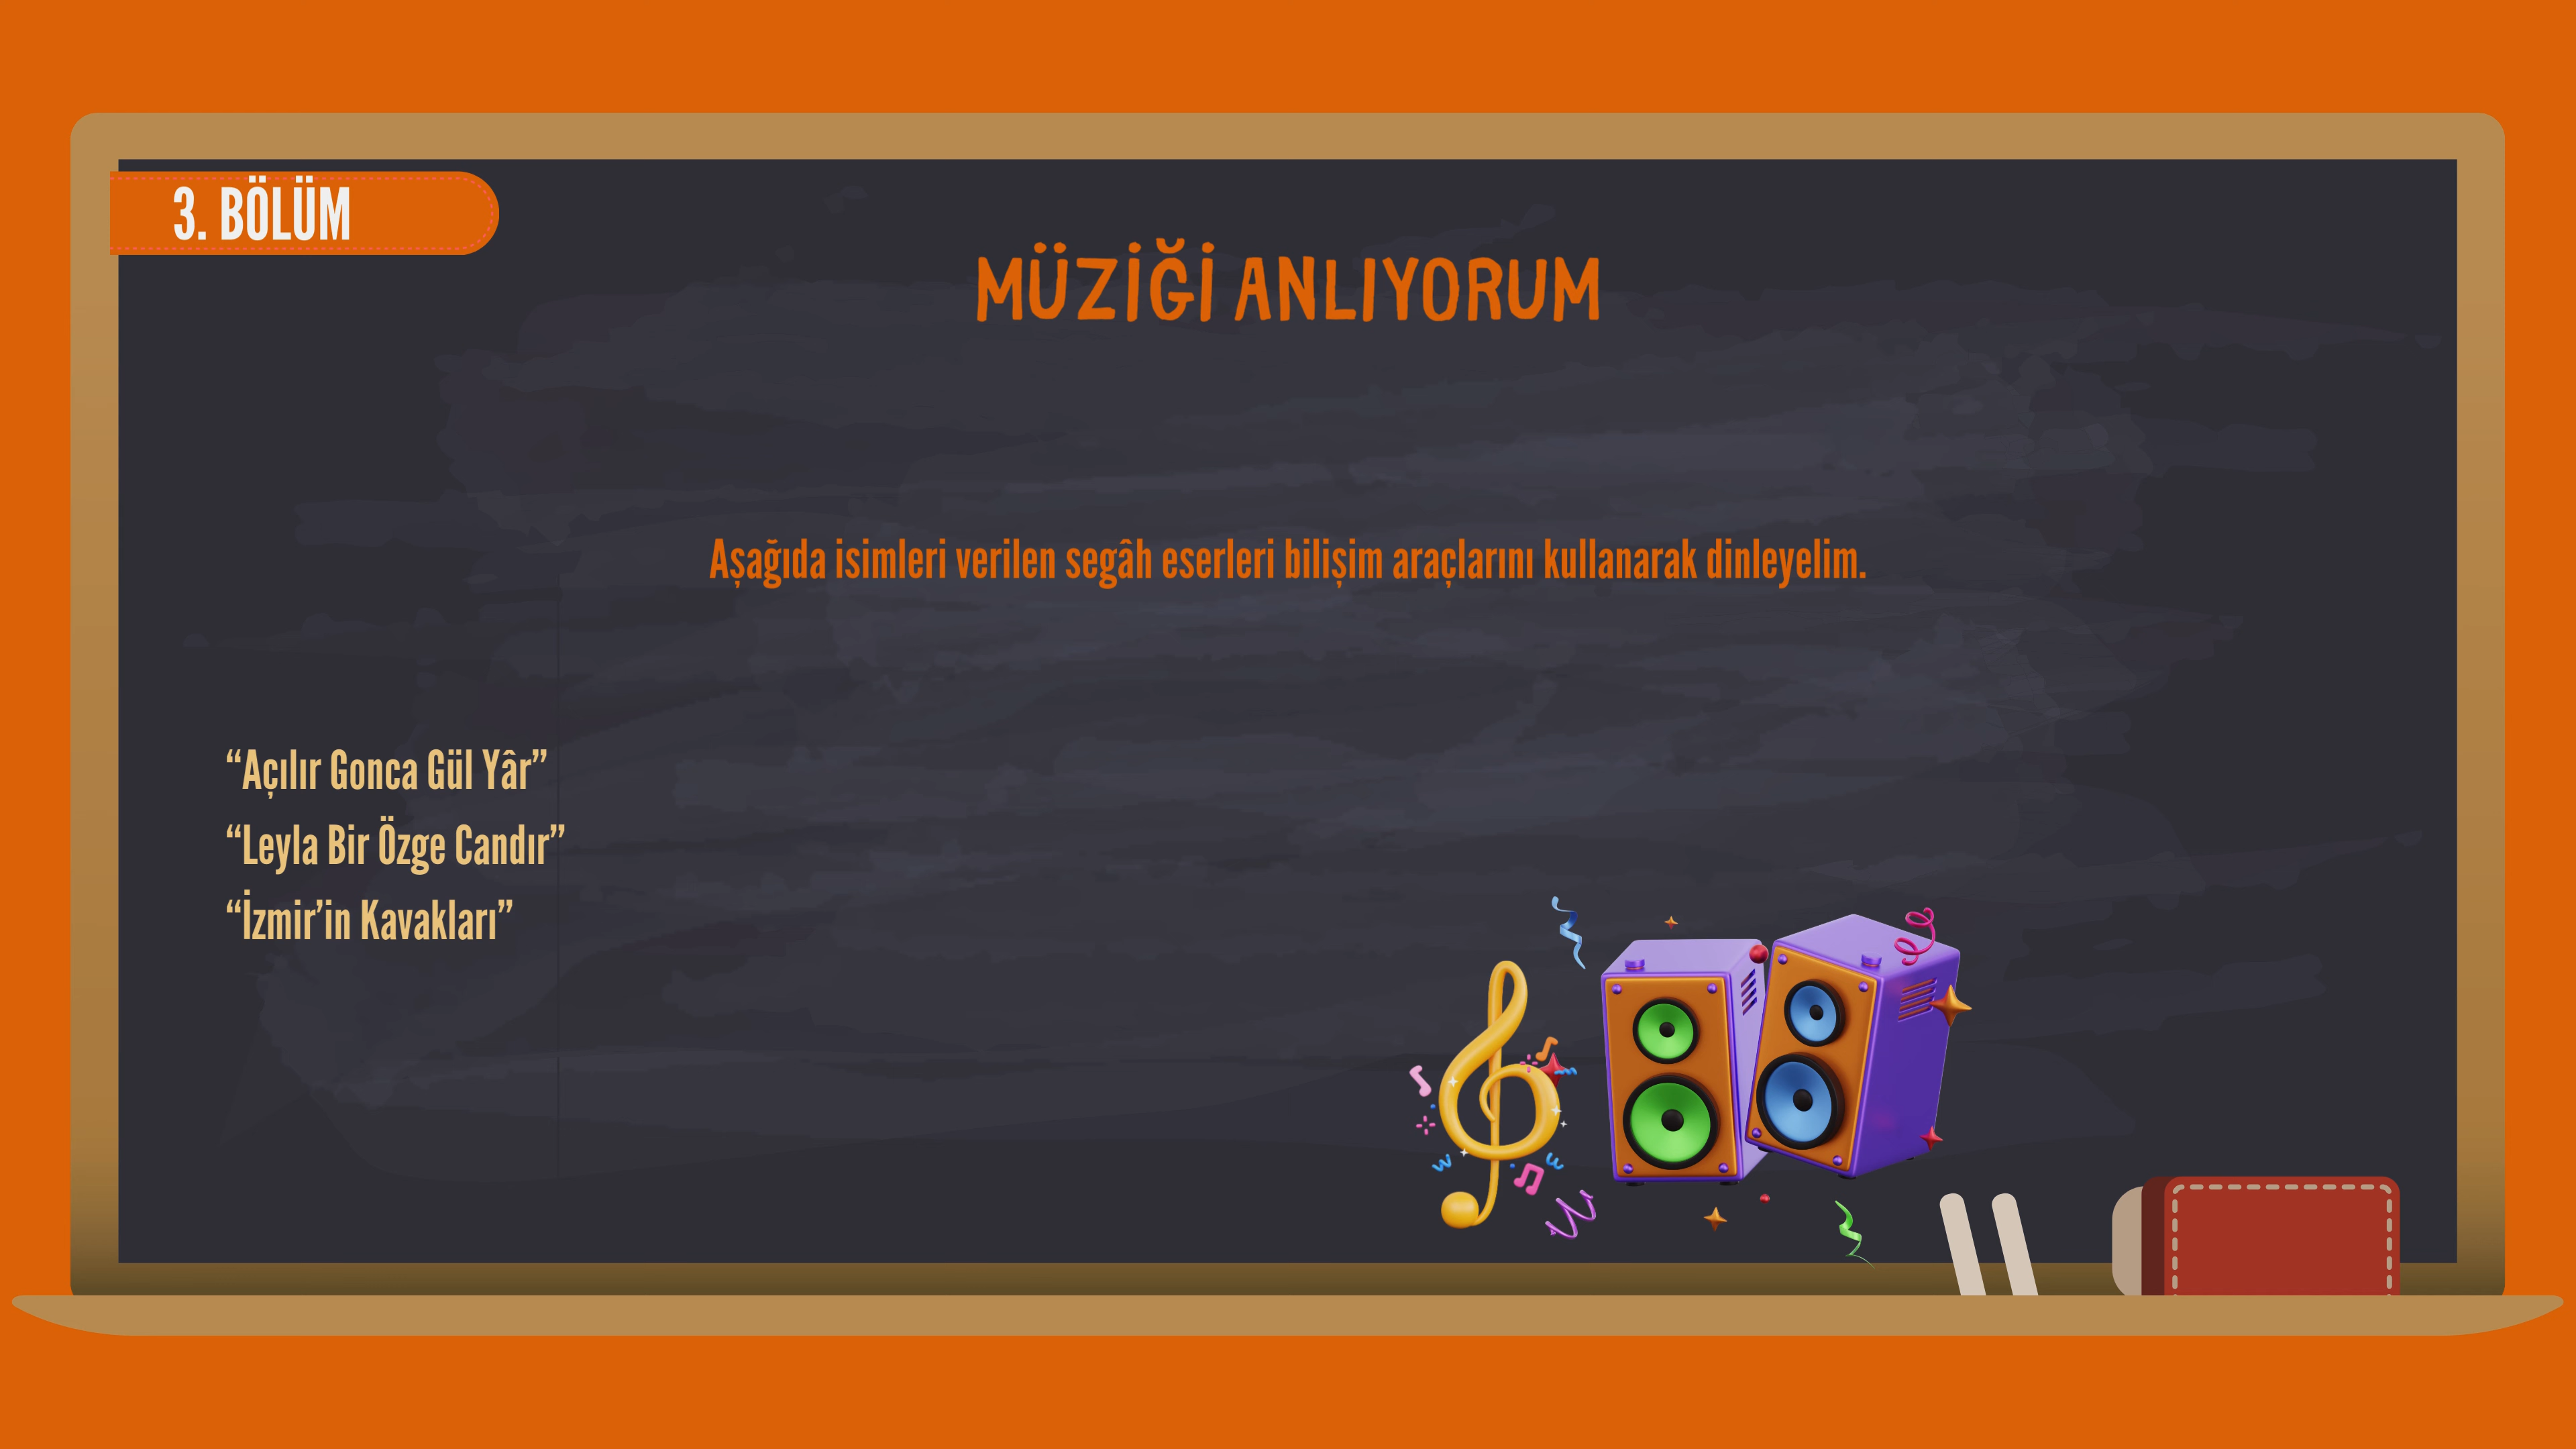 3. BÖLÜM
MÜZİĞİ ANLIYORUM
Aşağıda isimleri verilen segâh eserleri bilişim araçlarını kullanarak dinleyelim.
“Açılır Gonca Gül Yâr”
“Leyla Bir Özge Candır”
“İzmir’in Kavakları”